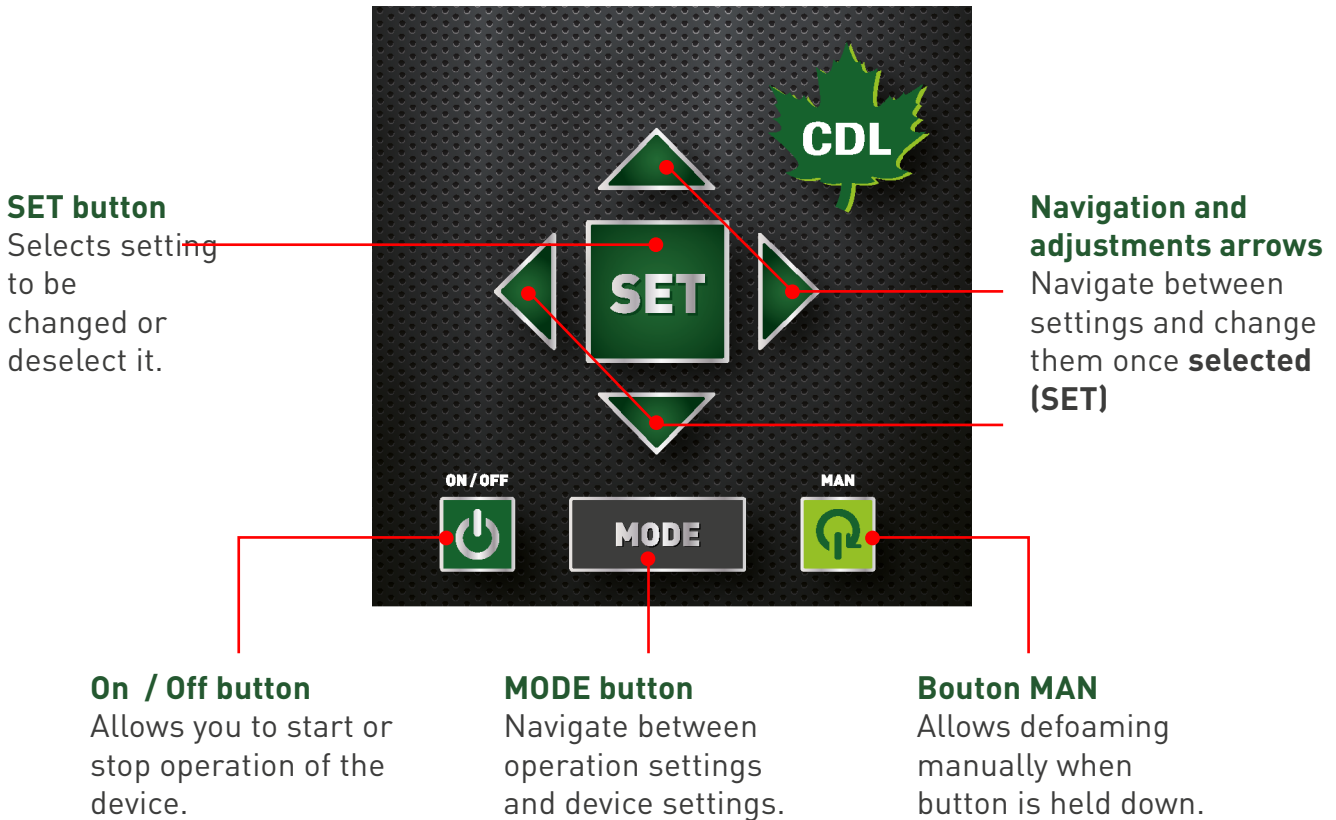 CDL
SET button
Selects setting
to be
changed or
deselect it.
SET
Navigation and
adjustments arrows
Navigate between
settings and change
them once selected
(SET)
ON / OFF
MODE
MAN
On / Off button
Allows you to start or
stop operation of the
device.
MODE button
Navigate between
operation settings
and device settings.
Bouton MAN
Allows defoaming
manually when
button is held down.